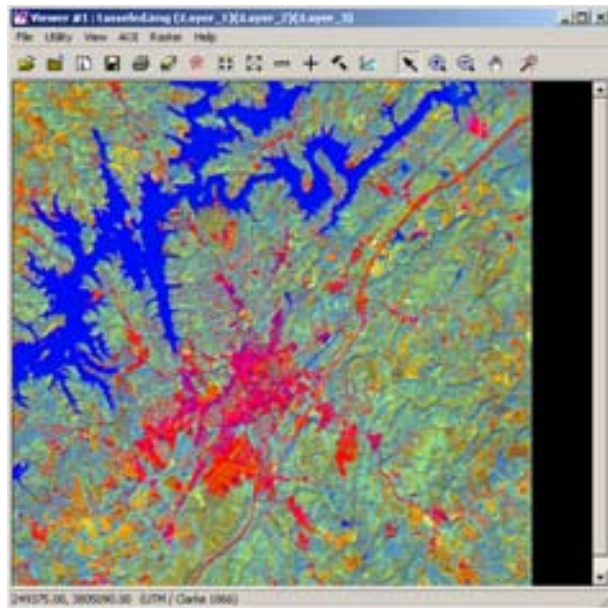 Viewer #1 : tasseled.img (:Layer_1)(:Layer_2)(:Layer_3)
File Utility View AOI Raster Help
249375.00, 3805090.00 (UTM / Clarke 1866)